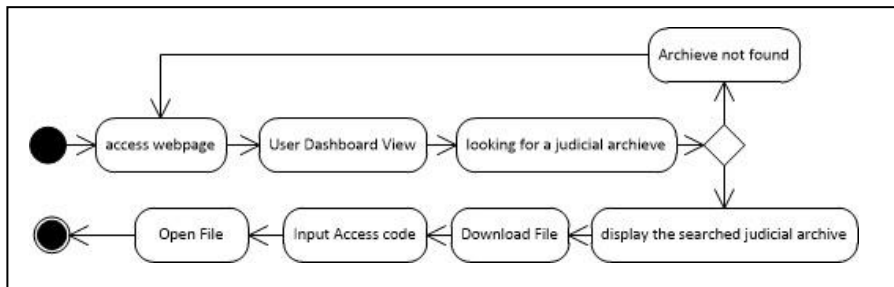 Archieve not found
access webpage
User Dashboard View
looking for a judicial archieve
Open File
Input Access code
Download File
display the searched judicial archive